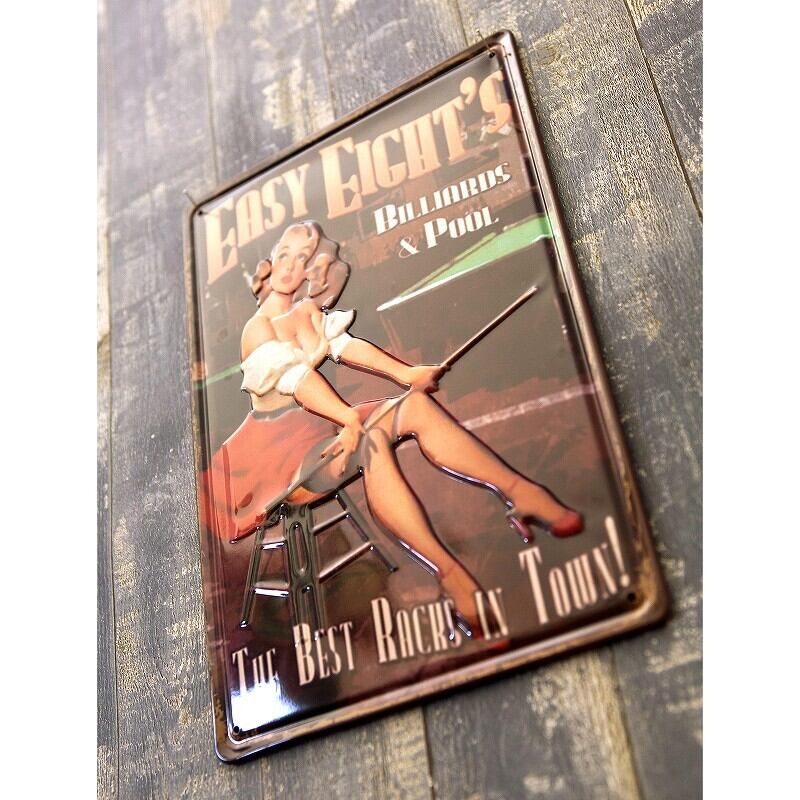 EASY EIGHT'S
BILLIARDS
& POOL
THE BEST RACKS IN TOWN!